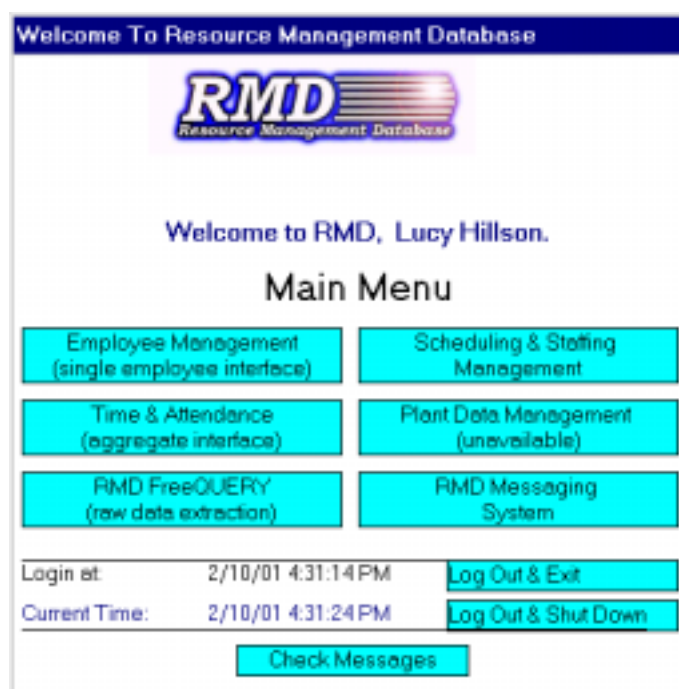 Welcome To Resource Management Database
RMD
Resource Management Database
Welcome to RMD, Lucy Hillson.
Main Menu
Employee Management
(single employee interface)
Scheduling & Staffing
Management
Time & Attendance
(aggregate interface)
Plant Data Management
(unavailable)
RMD FreeQUERY
(raw data extraction)
RMD Messaging
System
Login at: 2/10/01 4:31:14 PM Log Out & Exit
Current Time: 2/10/01 4:31:24 PM Log Out & Shut Down
Check Messages